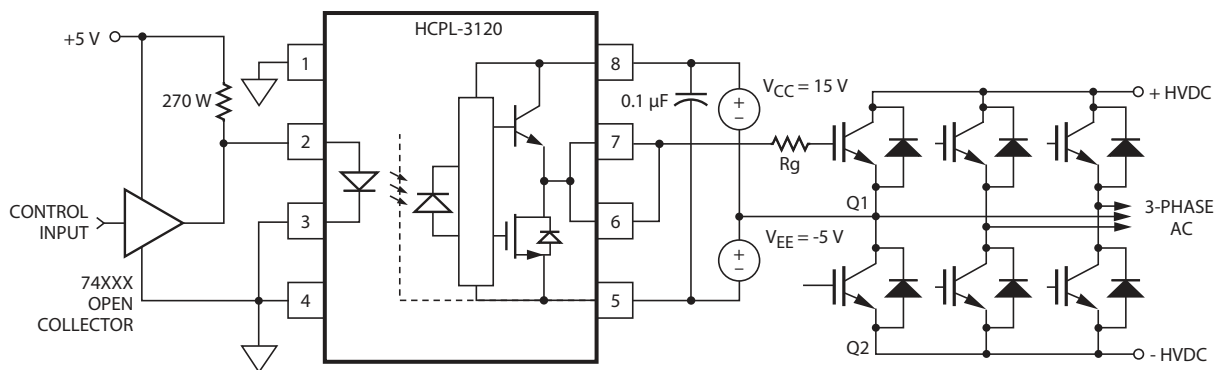 HCPL-3120
+5 V
1
8
270 W
0.1 µF
VCC = 15 V
+
−
+ HVDC
2
7
Rg
CONTROL
INPUT
3
6
Q1
3-PHASE
AC
VEE = -5 V
+
−
74XXX
OPEN
COLLECTOR
4
5
Q2
- HVDC